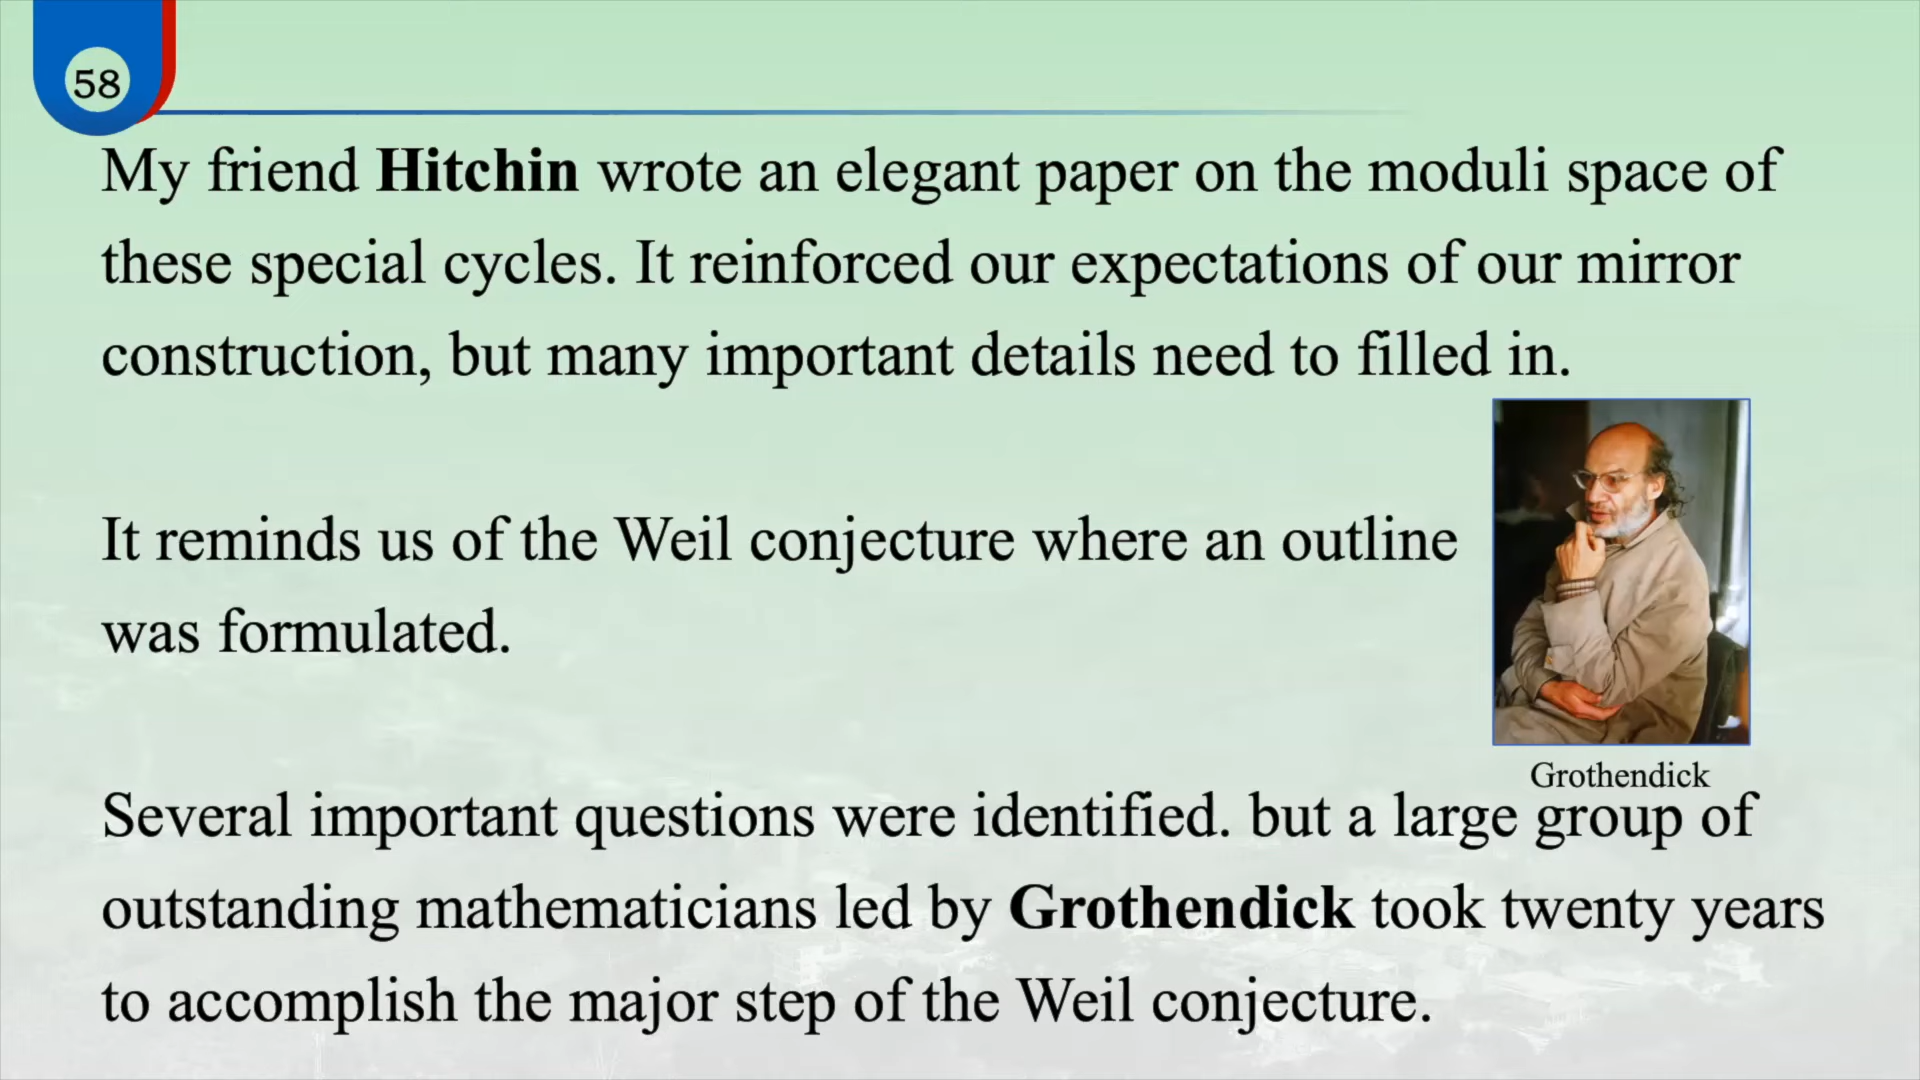 58
My friend Hitchin wrote an elegant paper on the moduli space of
these special cycles. It reinforced our expectations of our mirror
construction, but many important details need to filled in.
It reminds us of the Weil conjecture where an outline
was formulated.
Grothendick
Several important questions were identified. but a large group of
outstanding mathematicians led by Grothendick took twenty years
to accomplish the major step of the Weil conjecture.